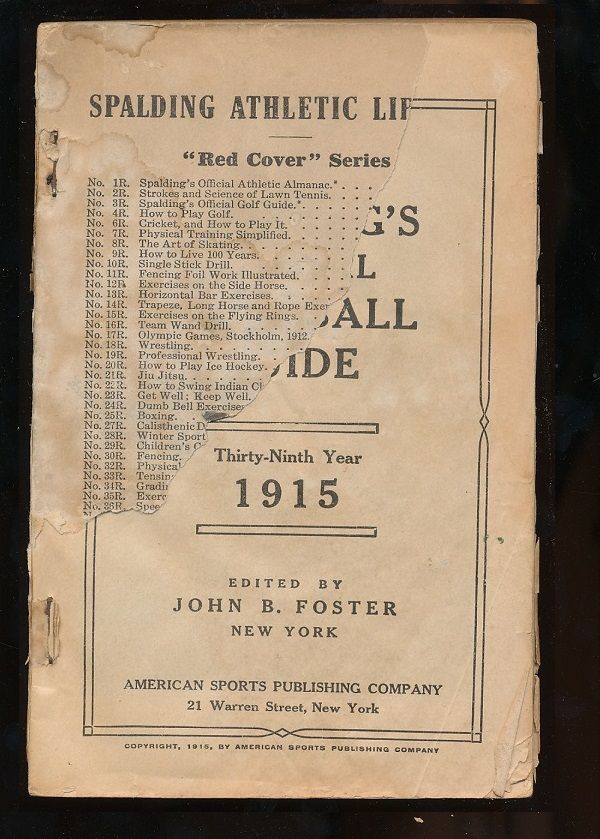 SPALDING ATHLETIC LI
"Red Cover" Series
No. 1R. Spalding's Official Athletic Almanac.*
No. 2R. Strokes and Science of Lawn Tennis.
No. 3R. Spalding's Official Golf Guide.*
No. 4R. How to Play Golf.
No. 6R. Cricket, and How to Play It.
No. 7R. Physical Training Simplified.
No. 8R. The Art of Skating.
No. 9R. How to Live 100 Years.
No. 10R. Single Stick Drill.
No. 11R. Fencing Foil Work Illustrated.
No. 12R. Exercises on the Side Horse.
No. 13R. Horizontal Bar Exercises.
No. 14R. Trapeze, Long Horse and Rope Exer
No. 15R. Exercises on the Flying Rings.
No. 16R. Team Wand Drill.
No. 17R. Olympic Games, Stockholm, 1912.
No. 18R. Wrestling.
No. 19R. Professional Wrestling.
No. 20R. How to Play Ice Hockey.
No. 21R. Jiu Jitsu.
No. 22R. How to Swing Indian Cl
No. 23R. Get Well; Keep Well.
No. 24R. Dumb Bell Exercises
No. 25R. Boxing.
No. 27R. Calisthenic D
No. 28R. Winter Sport
No. 29R. Children's G
No. 30R. Fencing.
No. 32R. Physical
No. 33R. Tensin
No. 34R. Gradi
No. 35R. Exerc
No. 36R. Spee
G'S
L
BALL
IDE
Thirty-Ninth Year
1915
EDITED BY
JOHN B. FOSTER
NEW YORK
AMERICAN SPORTS PUBLISHING COMPANY
21 Warren Street, New York
COPYRIGHT, 1915, BY AMERICAN SPORTS PUBLISHING COMPANY